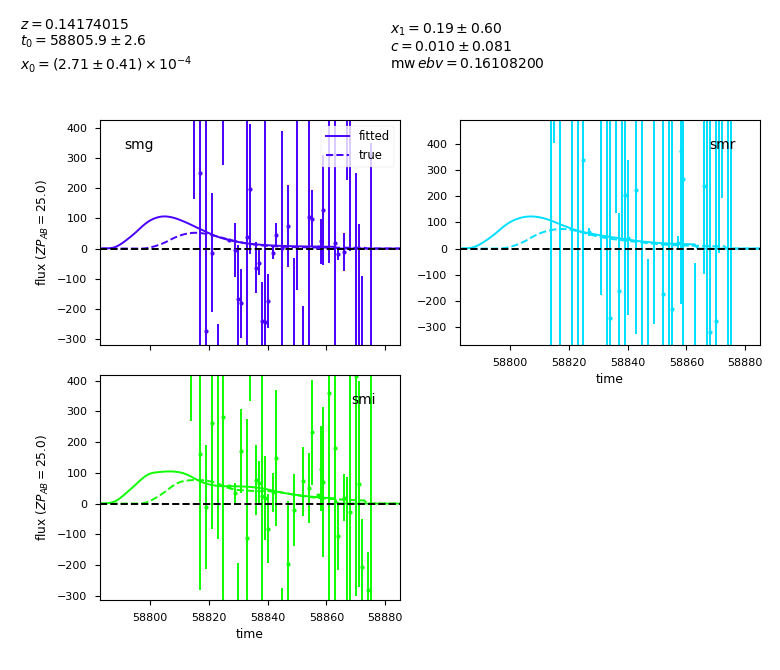 z = 0.14174015
t₀ = 58805.9 ± 2.6
x₀ = (2.71 ± 0.41) × 10⁻⁴
x₁ = 0.19 ± 0.60
c = 0.010 ± 0.081
mw ebv = 0.16108200
smg
fitted
true
400
300
200
100
0
−100
−200
−300
flux (ZP_AB = 25.0)
smr
400
300
200
100
0
−100
−200
−300
58800 58820 58840 58860 58880
time
smi
400
300
200
100
0
−100
−200
−300
flux (ZP_AB = 25.0)
58800 58820 58840 58860 58880
time